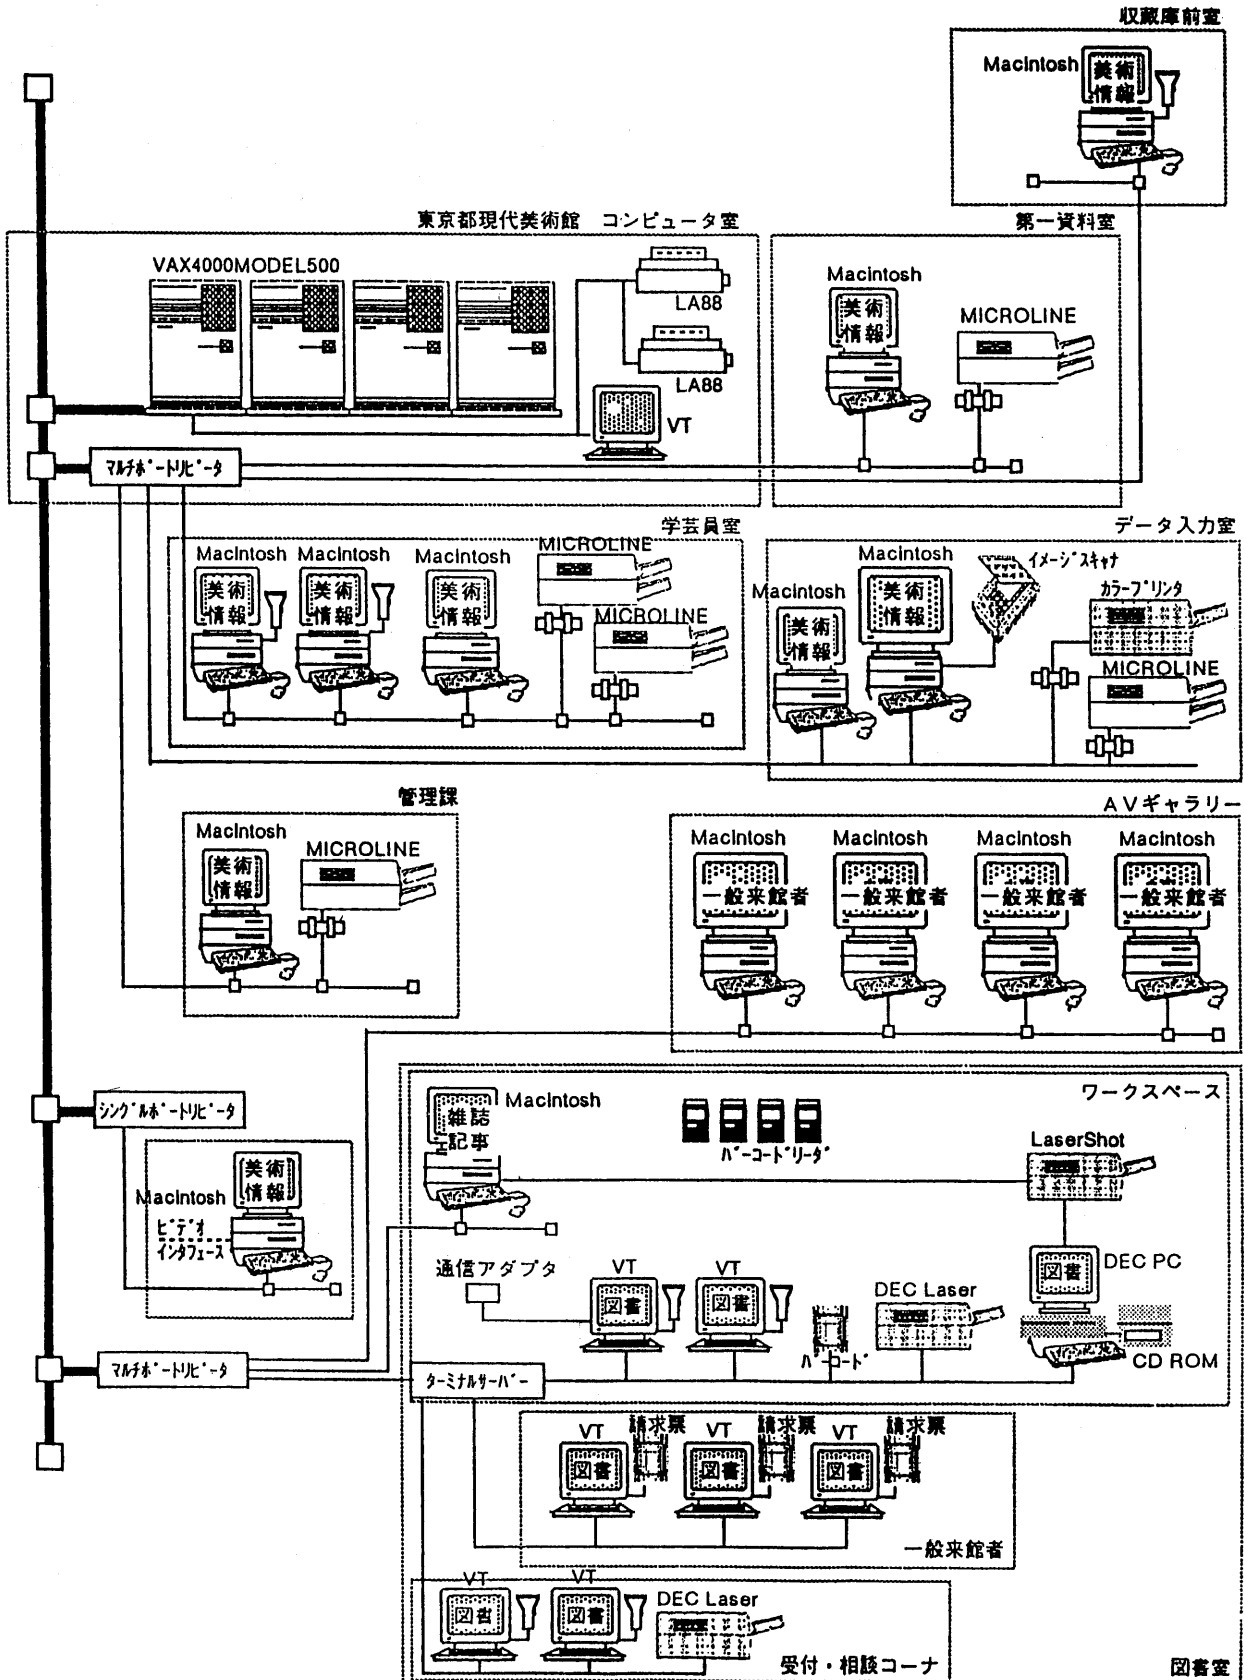 収蔵庫前室
Macintosh
美術
情報
東京都現代美術館 コンピュータ室
VAX4000MODEL500
LA88
LA88
VT
マルチポートリピータ
第一資料室
Macintosh
美術
情報
MICROLINE
学芸員室
Macintosh
美術
情報
Macintosh
美術
情報
Macintosh
美術
情報
MICROLINE
MICROLINE
データ入力室
Macintosh
美術
情報
Macintosh
美術
情報
イメージスキャナ
カラープリンタ
MICROLINE
管理課
Macintosh
美術
情報
MICROLINE
AVギャラリー
Macintosh
一般来館者
Macintosh
一般来館者
Macintosh
一般来館者
Macintosh
一般来館者
シングルポートリピータ
美術
情報
Macintosh
ビデオ
インタフェース
マルチポートリピータ
ワークスペース
雑誌
記事
Macintosh
バーコードリーダ
LaserShot
通信アダプタ
VT
図書
VT
図書
バーコード
DEC Laser
図書
DEC PC
CD ROM
ターミナルサーバー
VT
図書
請求票
VT
図書
請求票
VT
図書
請求票
一般来館者
VT
図書
VT
図書
DEC Laser
受付・相談コーナ
図書室